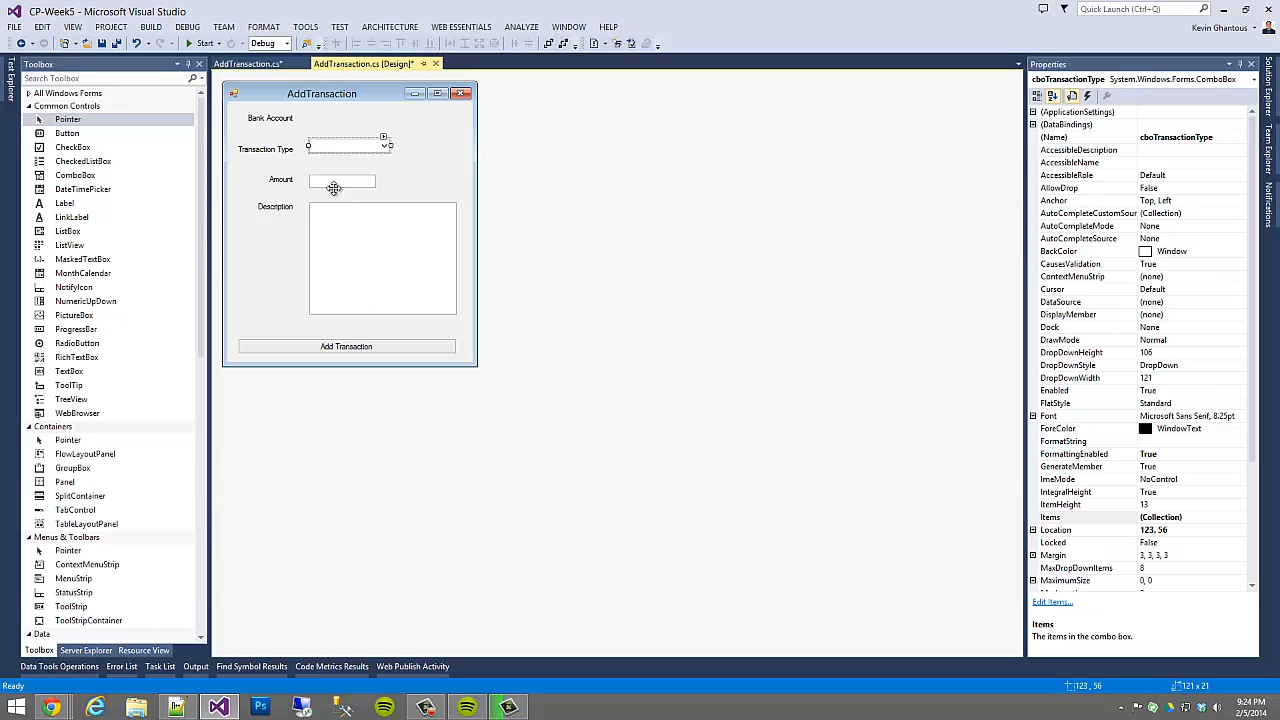 CP-Week5 - Microsoft Visual Studio
Quick Launch (Ctrl+Q)
FILE EDIT VIEW PROJECT BUILD DEBUG TEAM FORMAT TOOLS TEST ARCHITECTURE WEB ESSENTIALS ANALYZE WINDOW HELP
Kevin Ghantous
Start Debug
Test Explorer
Toolbox
Search Toolbox
All Windows Forms
Common Controls
Pointer
Button
CheckBox
CheckedListBox
ComboBox
DateTimePicker
Label
LinkLabel
ListBox
ListView
MaskedTextBox
MonthCalendar
NotifyIcon
NumericUpDown
PictureBox
ProgressBar
RadioButton
RichTextBox
TextBox
ToolTip
TreeView
WebBrowser
Containers
Pointer
FlowLayoutPanel
GroupBox
Panel
SplitContainer
TabControl
TableLayoutPanel
Menus & Toolbars
Pointer
ContextMenuStrip
MenuStrip
StatusStrip
ToolStrip
ToolStripContainer
Data
Toolbox Server Explorer Resource View
AddTransaction.cs* AddTransaction.cs [Design]*
AddTransaction
Bank Account
Transaction Type
Amount
Description
Add Transaction
Properties
cboTransactionType System.Windows.Forms.ComboBox
(ApplicationSettings)
(DataBindings)
(Name) cboTransactionType
AccessibleDescription
AccessibleName
AccessibleRole Default
AllowDrop False
Anchor Top, Left
AutoCompleteCustomSour (Collection)
AutoCompleteMode None
AutoCompleteSource None
BackColor Window
CausesValidation True
ContextMenuStrip (none)
Cursor Default
DataSource (none)
DisplayMember (none)
Dock None
DrawMode Normal
DropDownHeight 106
DropDownStyle DropDown
DropDownWidth 121
Enabled True
FlatStyle Standard
Font Microsoft Sans Serif, 8.25pt
ForeColor WindowText
FormatString
FormattingEnabled True
GenerateMember True
ImeMode NoControl
IntegralHeight True
ItemHeight 13
Items (Collection)
Location 123, 56
Locked False
Margin 3, 3, 3, 3
MaxDropDownItems 8
MaximumSize 0, 0
Edit Items...
Items
The items in the combo box.
Solution Explorer
Team Explorer
Notifications
Data Tools Operations Error List Task List Output Find Symbol Results Code Metrics Results Web Publish Activity
Ready
123 , 56
121 x 21
9:24 PM
2/5/2014